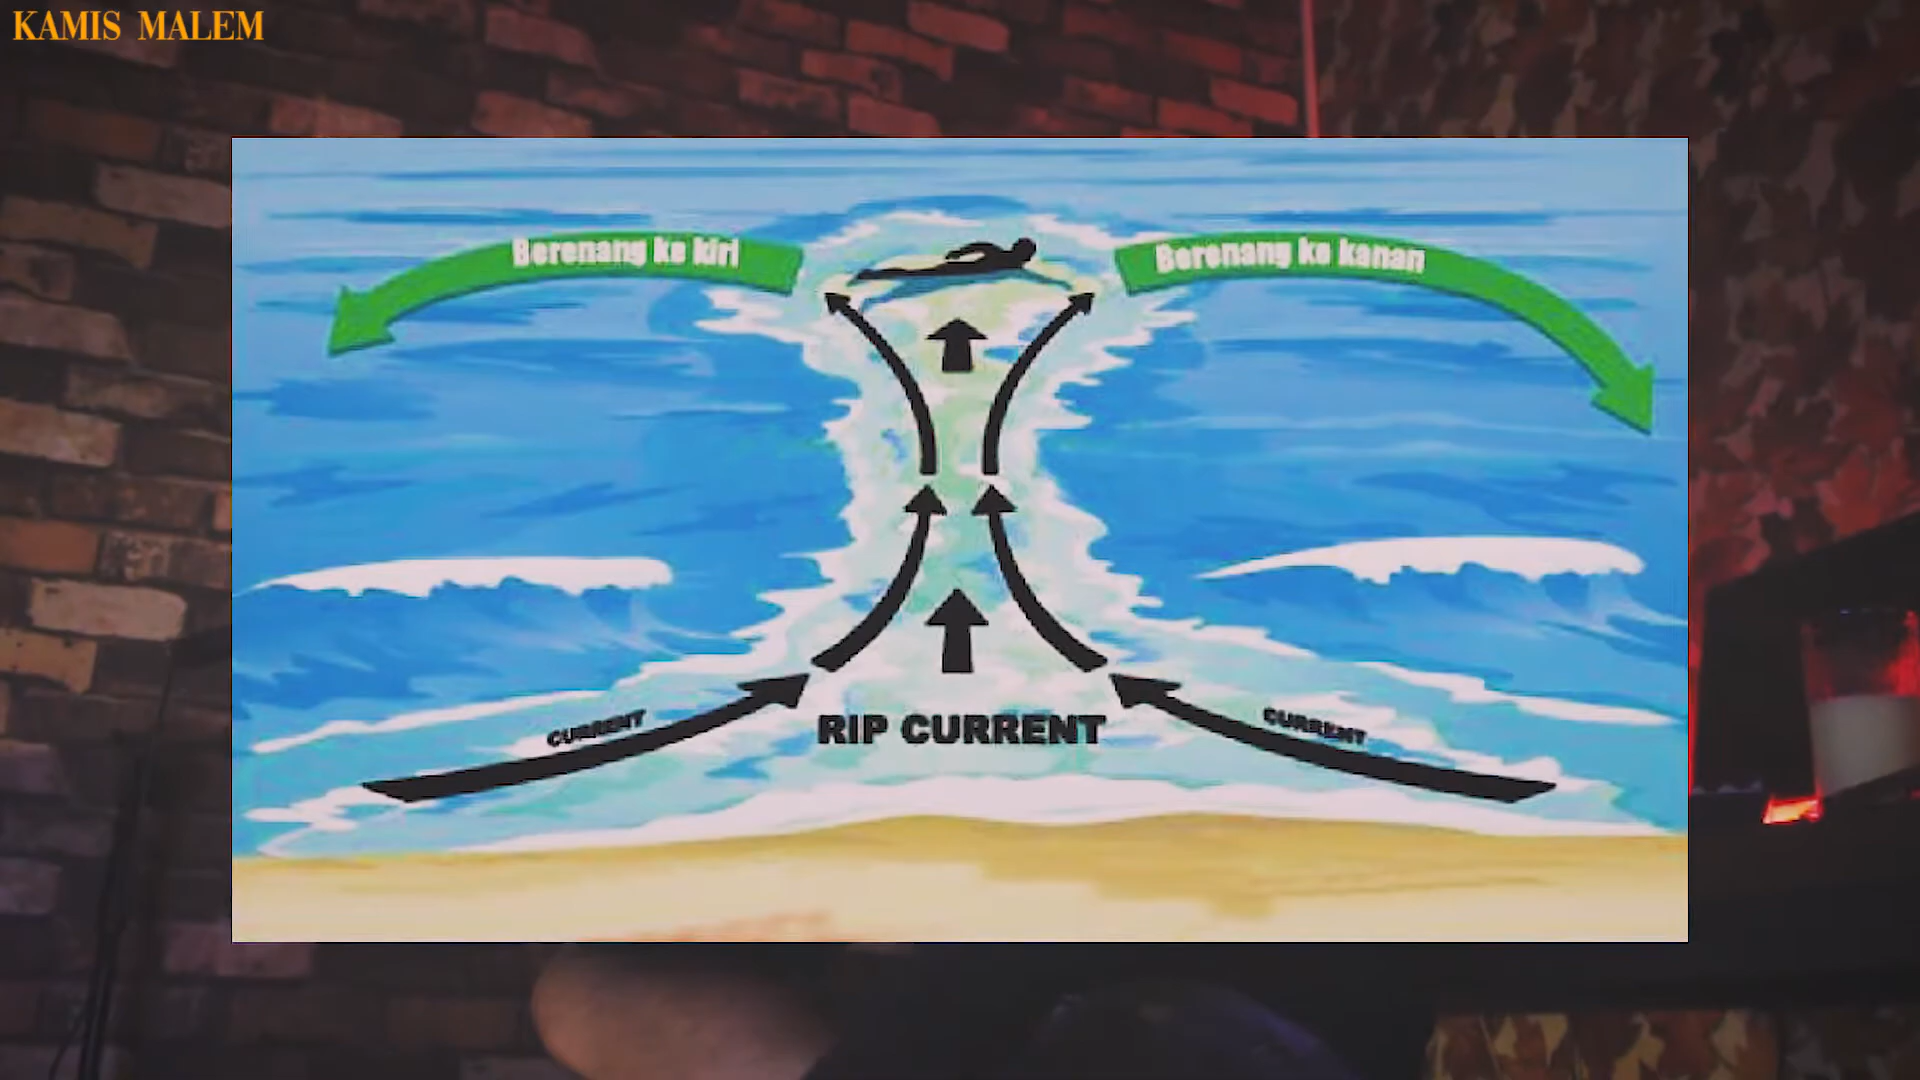 KAMIS MALEM
Berenang ke kiri
Berenang ke kanan
CURRENT
RIP CURRENT
CURRENT